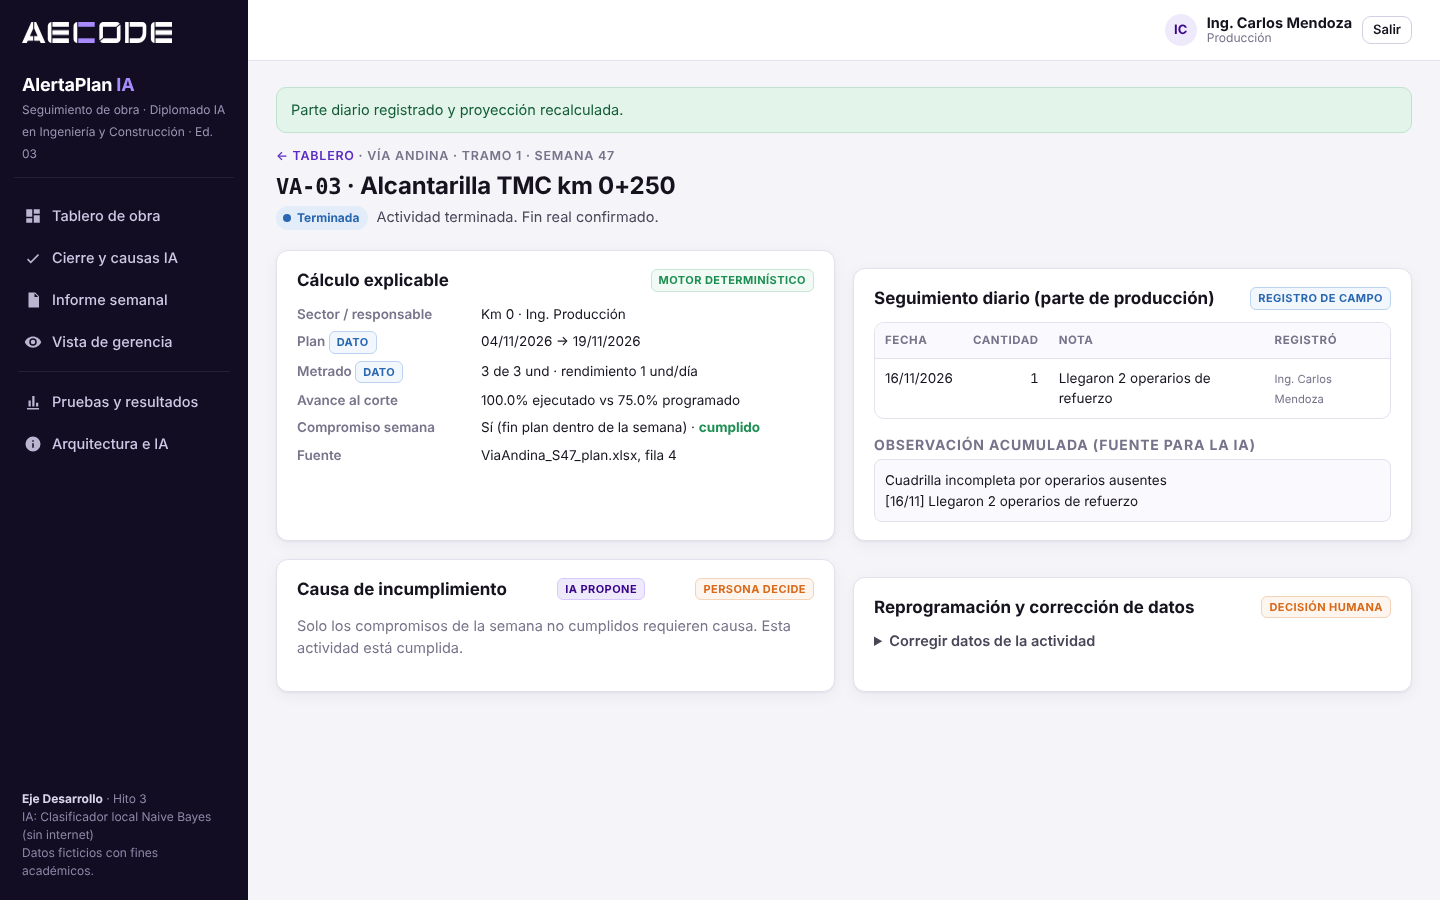 AECODE
AlertaPlan IA
Seguimiento de obra · Diplomado IA
en Ingeniería y Construcción · Ed.
03
Tablero de obra
Cierre y causas IA
Informe semanal
Vista de gerencia
Pruebas y resultados
Arquitectura e IA
Eje Desarrollo · Hito 3
IA: Clasificador local Naive Bayes
(sin internet)
Datos ficticios con fines
académicos.
IC
Ing. Carlos Mendoza
Producción
Salir
Parte diario registrado y proyección recalculada.
← TABLERO · VÍA ANDINA · TRAMO 1 · SEMANA 47
VA-03 · Alcantarilla TMC km 0+250
Terminada Actividad terminada. Fin real confirmado.
Cálculo explicable MOTOR DETERMINÍSTICO
Sector / responsable Km 0 · Ing. Producción
Plan DATO 04/11/2026 → 19/11/2026
Metrado DATO 3 de 3 und · rendimiento 1 und/día
Avance al corte 100.0% ejecutado vs 75.0% programado
Compromiso semana Sí (fin plan dentro de la semana) · cumplido
Fuente ViaAndina_S47_plan.xlsx, fila 4
Seguimiento diario (parte de producción) REGISTRO DE CAMPO
FECHA CANTIDAD NOTA REGISTRÓ
16/11/2026 1 Llegaron 2 operarios de refuerzo Ing. Carlos Mendoza
OBSERVACIÓN ACUMULADA (FUENTE PARA LA IA)
Cuadrilla incompleta por operarios ausentes
[16/11] Llegaron 2 operarios de refuerzo
Causa de incumplimiento IA PROPONE PERSONA DECIDE
Solo los compromisos de la semana no cumplidos requieren causa. Esta
actividad está cumplida.
Reprogramación y corrección de datos DECISIÓN HUMANA
▶ Corregir datos de la actividad